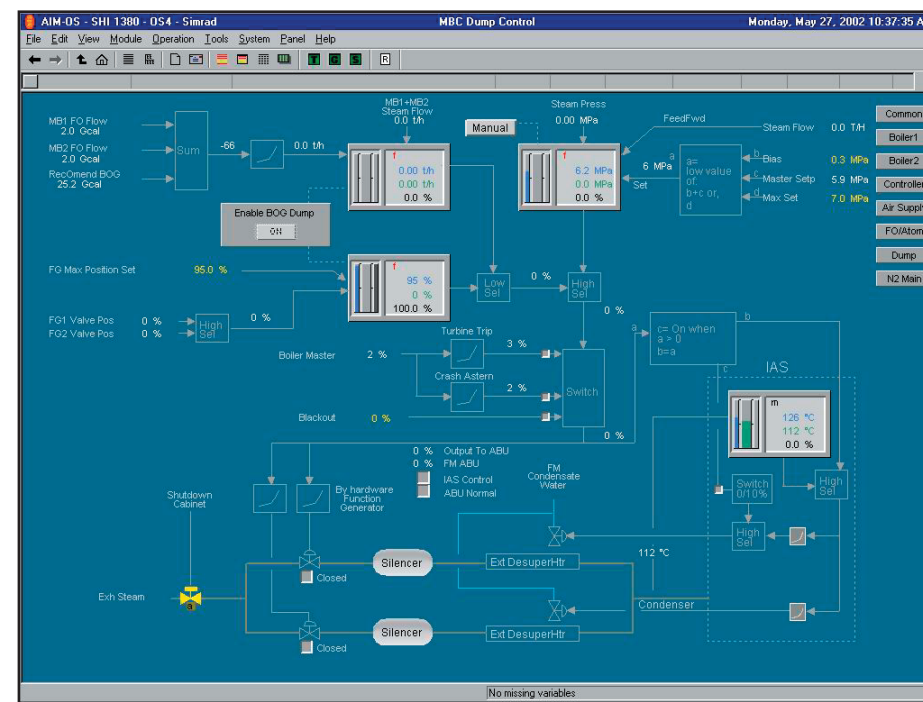 AIM-OS - SHI 1380 - OS4 - Simrad
MBC Dump Control
Monday, May 27, 2002 10:37:35 A
File Edit View Module Operation Tools System Panel Help
T G S R
MB1 FO Flow
2.0 Gcal
MB2 FO Flow
2.0 Gcal
RecOmend BOG
25.2 Gcal
Sum
-66
0.0 t/h
MB1+MB2
Steam Flow
0.0 t/h
f
0.00 t/h
0.00 t/h
0.0 %
Manual
Steam Press
0.00 MPa
f
6.2 MPa
0.0 MPa
0.0 %
FeedFwd
Steam Flow 0.0 T/H
6 MPa
a
Set
a=
low value
of:
b+c or,
d
b
Bias 0.3 MPa
c
Master Setp 5.9 MPa
d
Max Set 7.0 MPa
Common
Boiler1
Boiler2
Controller
Air Supply
FO/Atom
Dump
N2 Main
Enable BOG Dump
ON
FG Max Position Set 95.0 %
FG1 Valve Pos 0 %
FG2 Valve Pos 0 %
High
Sel
0 %
f
95 %
0 %
100.0 %
Low
Sel
0 %
High
Sel
0 %
Boiler Master 2 %
Turbine Trip
3 %
Crash Astern
2 %
Blackout 0 %
Switch
0 %
a
c= On when
a > 0
b=a
b
c
IAS
m
126 °C
112 °C
0.0 %
Switch
0/10%
High
Sel
High
Sel
0 % Output To ABU
0 % FM ABU
IAS Control
ABU Normal
By hardware
Function
Generator
FM
Condensate
Water
Shutdown
Cabinet
Exh Steam
a
Closed
Silencer
Ext DesuperHtr
112 °C
Condenser
Closed
Silencer
Ext DesuperHtr
No missing variables